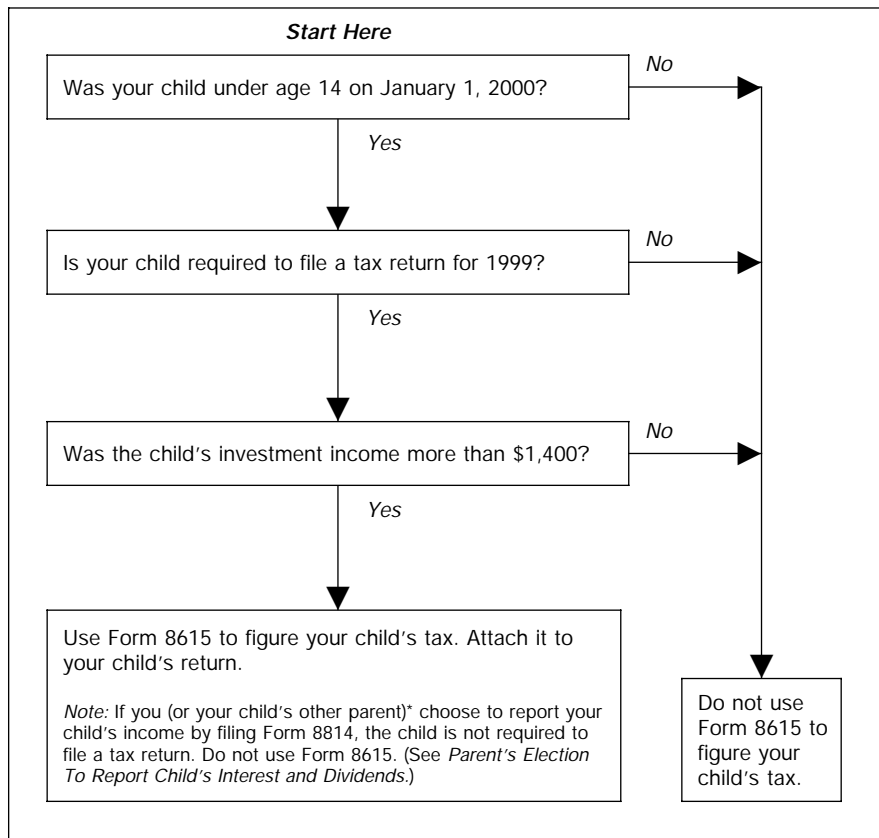 Start Here
Was your child under age 14 on January 1, 2000?
No
Yes
Is your child required to file a tax return for 1999?
No
Yes
Was the child's investment income more than $1,400?
No
Yes
Use Form 8615 to figure your child's tax. Attach it to
your child's return.
Note: If you (or your child's other parent)* choose to report your
child's income by filing Form 8814, the child is not required to
file a tax return. Do not use Form 8615. (See Parent's Election
To Report Child's Interest and Dividends.)
Do not use
Form 8615 to
figure your
child's tax.